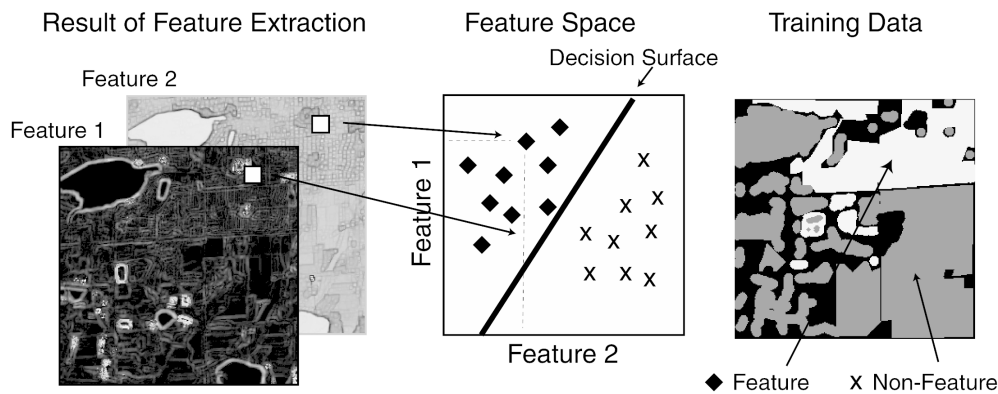 Result of Feature Extraction
Feature Space
Training Data
Decision Surface
Feature 2
Feature 1
Feature 1
Feature 2
Feature
x Non-Feature